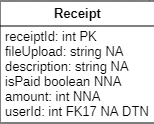 Receipt
receiptId: int PK
fileUpload: string NA
description: string NA
isPaid boolean NNA
amount: int NNA
userId: int FK17 NA DTN